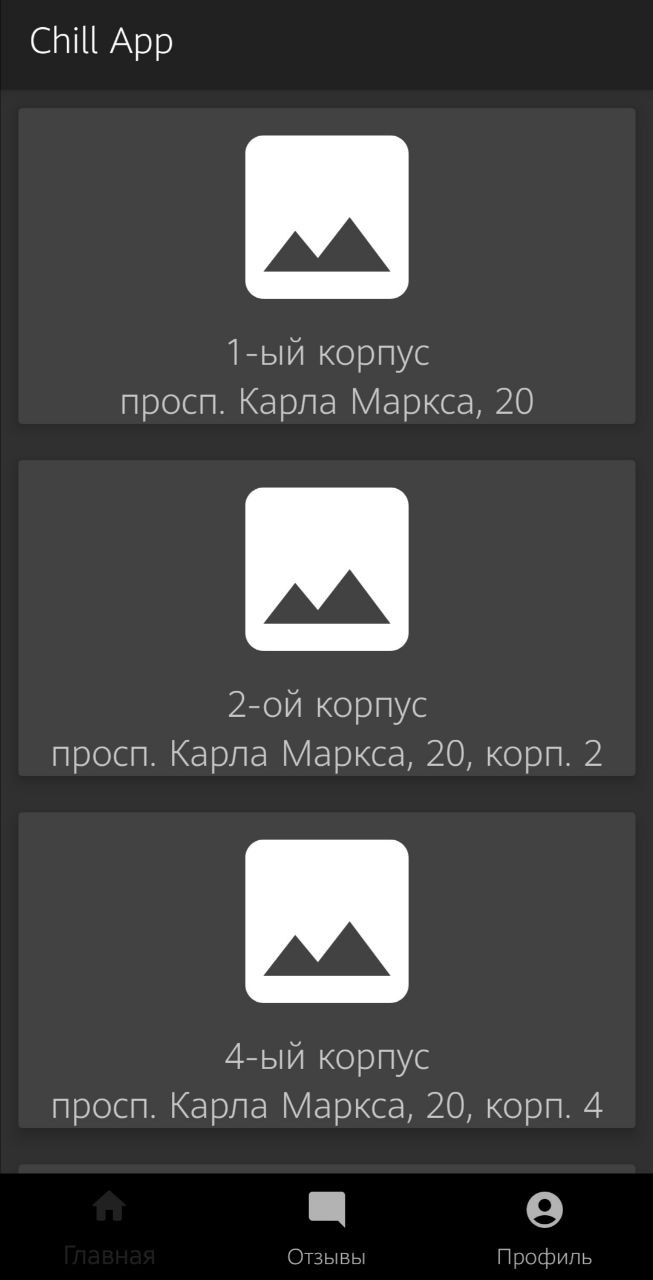 Chill App
1-ый корпус
просп. Карла Маркса, 20
2-ой корпус
просп. Карла Маркса, 20, корп. 2
4-ый корпус
просп. Карла Маркса, 20, корп. 4
Главная
Отзывы
Профиль